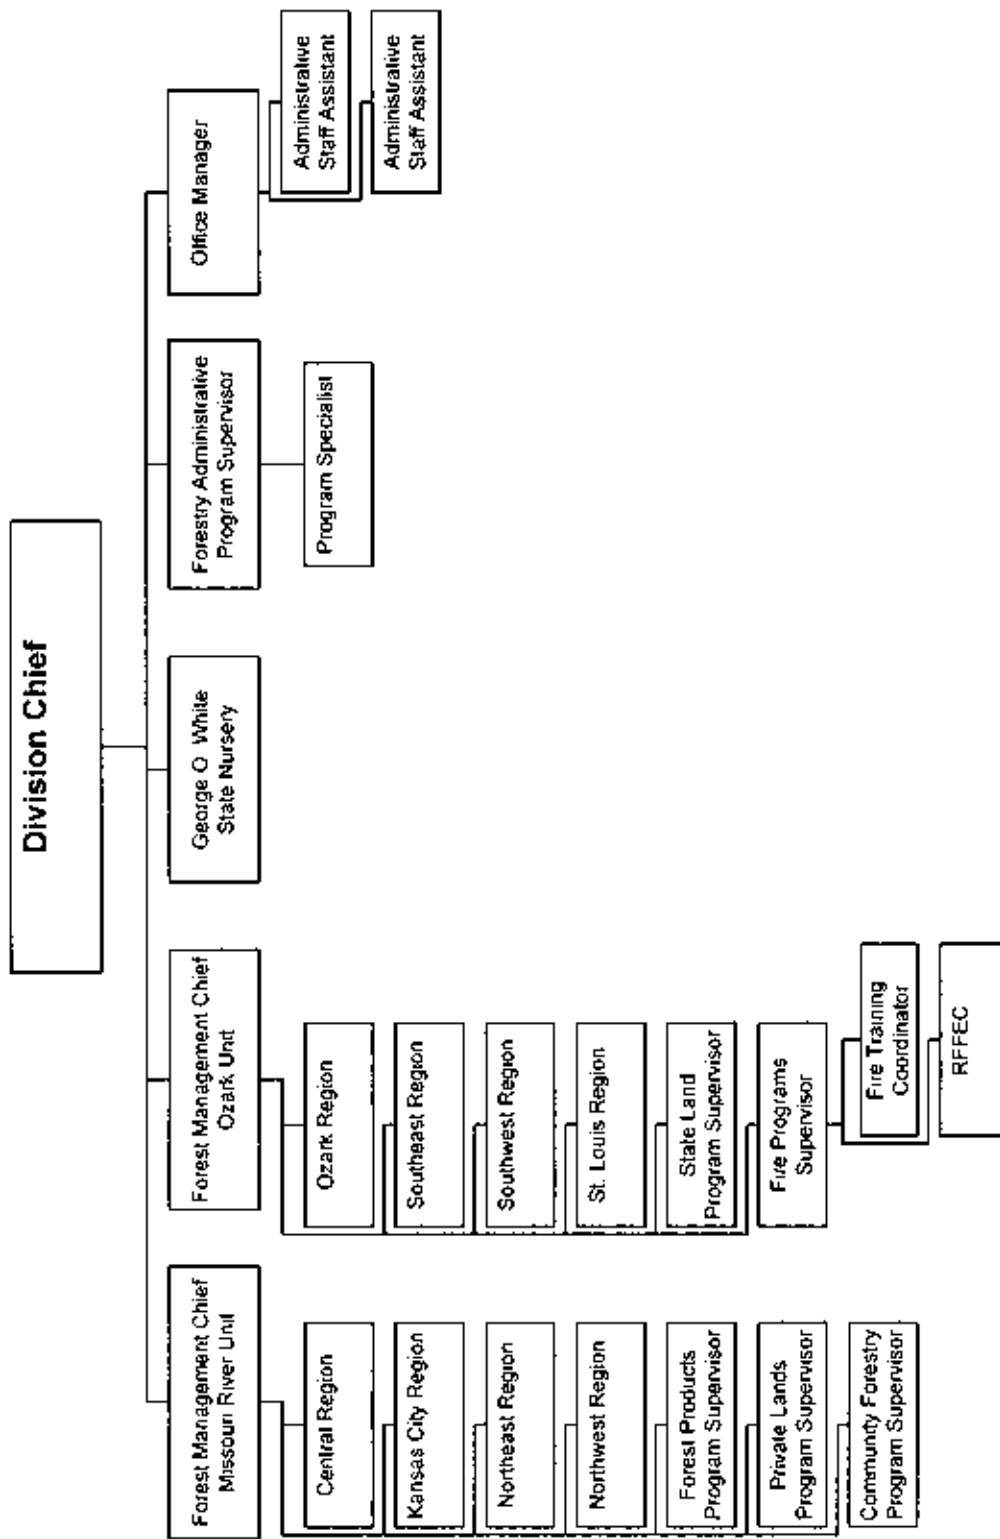 Division Chief
Forest Management Chief
Missouri River Unit
Central Region
Kansas City Region
Northeast Region
Northwest Region
Forest Products
Program Supervisor
Private Lands
Program Supervisor
Community Forestry
Program Supervisor
Forest Management Chief
Ozark Unit
Ozark Region
Southeast Region
Southwest Region
St. Louis Region
State Land
Program Supervisor
Fire Programs
Supervisor
Fire Training
Coordinator
RFFEC
George O White
State Nursery
Forestry Administrative
Program Supervisor
Program Specialist
Office Manager
Administrative
Staff Assistant
Administrative
Staff Assistant